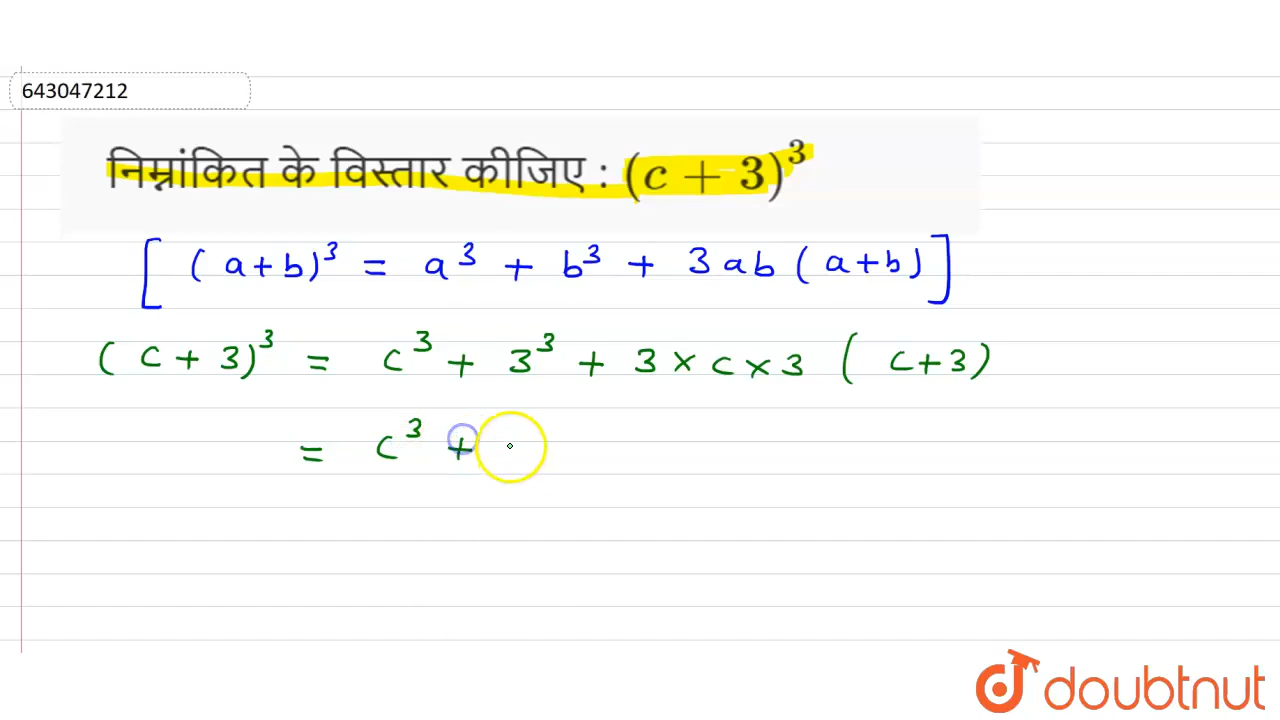 643047212
निम्नांकित के विस्तार कीजिए : (c + 3)³
[ (a+b)³ = a³ + b³ + 3ab (a+b) ]
(c+3)³ = c³ + 3³ + 3 × c × 3 (c+3)
= c³ +
doubtnut